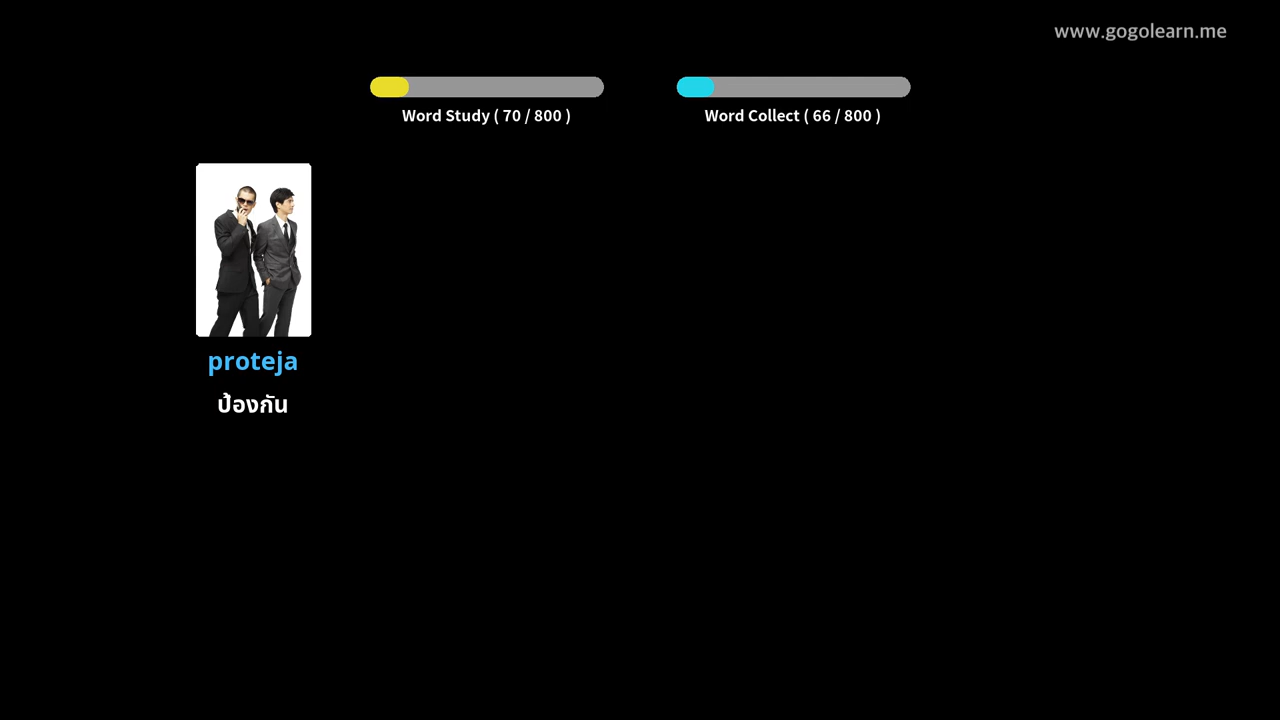 www.gogolearn.me
Word Study ( 70 / 800 )
Word Collect ( 66 / 800 )
proteja
ป้องกัน